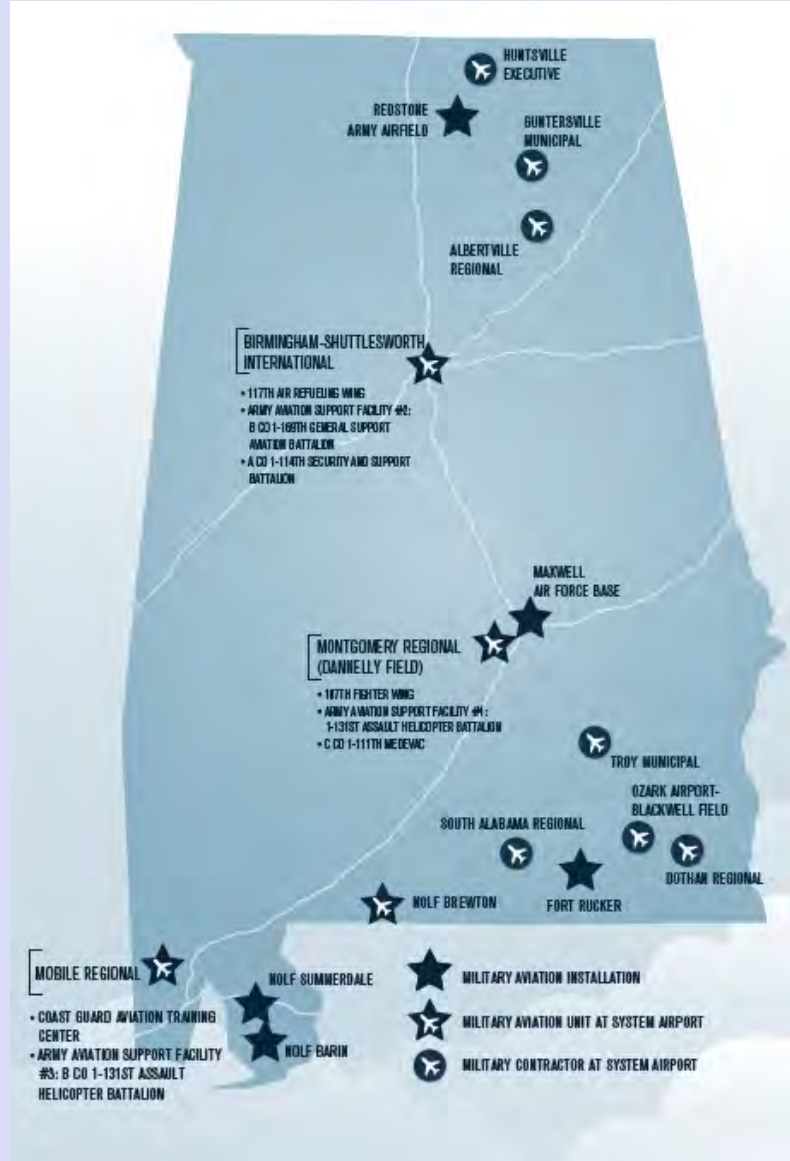 HUNTSVILLE
EXECUTIVE
REDSTONE
ARMY AIRFIELD
GUNTERSVILLE
MUNICIPAL
ALBERTVILLE
REGIONAL
BIRMINGHAM-SHUTTLESWORTH
INTERNATIONAL
• 117TH AIR REFUELING WING
• ARMY AVIATION SUPPORT FACILITY #2:
B CO 1-169TH GENERAL SUPPORT
AVIATION BATTALION
• A CO 1-114TH SECURITY AND SUPPORT
BATTALION
MAXWELL
AIR FORCE BASE
MONTGOMERY REGIONAL
(DANNELLY FIELD)
• 187TH FIGHTER WING
• ARMY AVIATION SUPPORT FACILITY #1:
1-131ST ASSAULT HELICOPTER BATTALION
• C CO 1-111TH MEDEVAC
TROY MUNICIPAL
OZARK AIRPORT-
BLACKWELL FIELD
SOUTH ALABAMA REGIONAL
DOTHAN REGIONAL
FORT RUCKER
NOLF BREWTON
MOBILE REGIONAL
• COAST GUARD AVIATION TRAINING
CENTER
• ARMY AVIATION SUPPORT FACILITY
#3: B CO 1-131ST ASSAULT
HELICOPTER BATTALION
NOLF SUMMERDALE
NOLF BARIN
MILITARY AVIATION INSTALLATION
MILITARY AVIATION UNIT AT SYSTEM AIRPORT
MILITARY CONTRACTOR AT SYSTEM AIRPORT